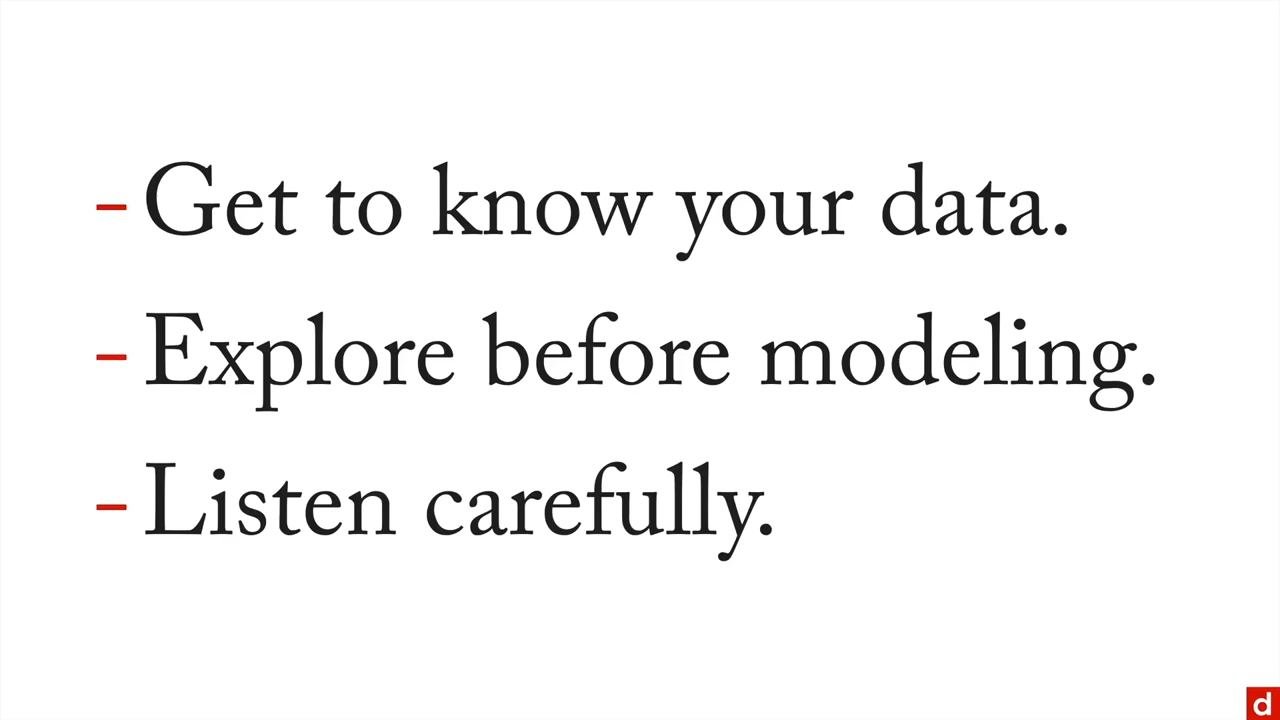 - Get to know your data.
- Explore before modeling.
- Listen carefully.
d